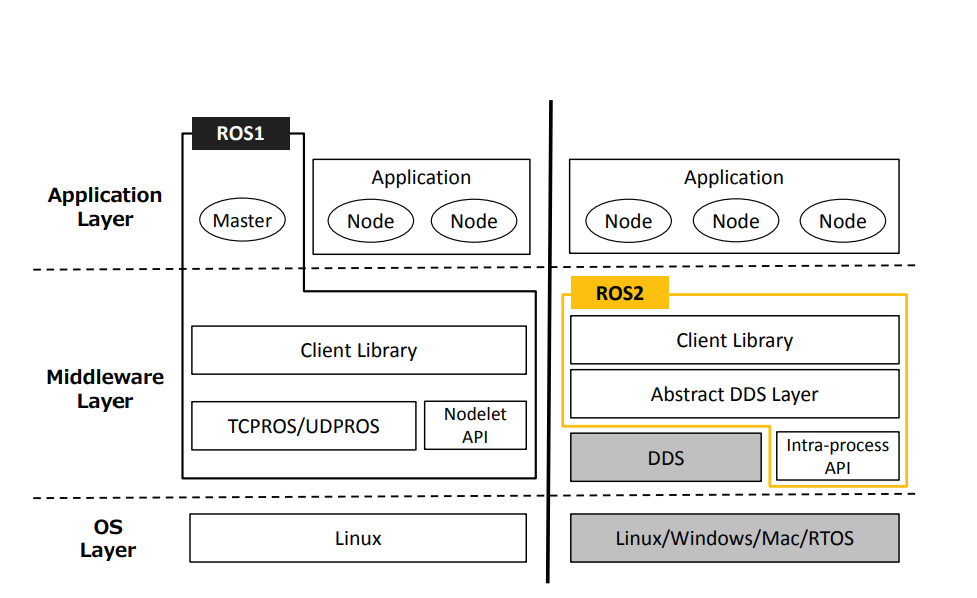 ROS1
Application
Layer
Master
Application
Node
Node
Application
Node
Node
Node
ROS2
Middleware
Layer
Client Library
TCPROS/UDPROS
Nodelet
API
Client Library
Abstract DDS Layer
DDS
Intra-process
API
OS
Layer
Linux
Linux/Windows/Mac/RTOS